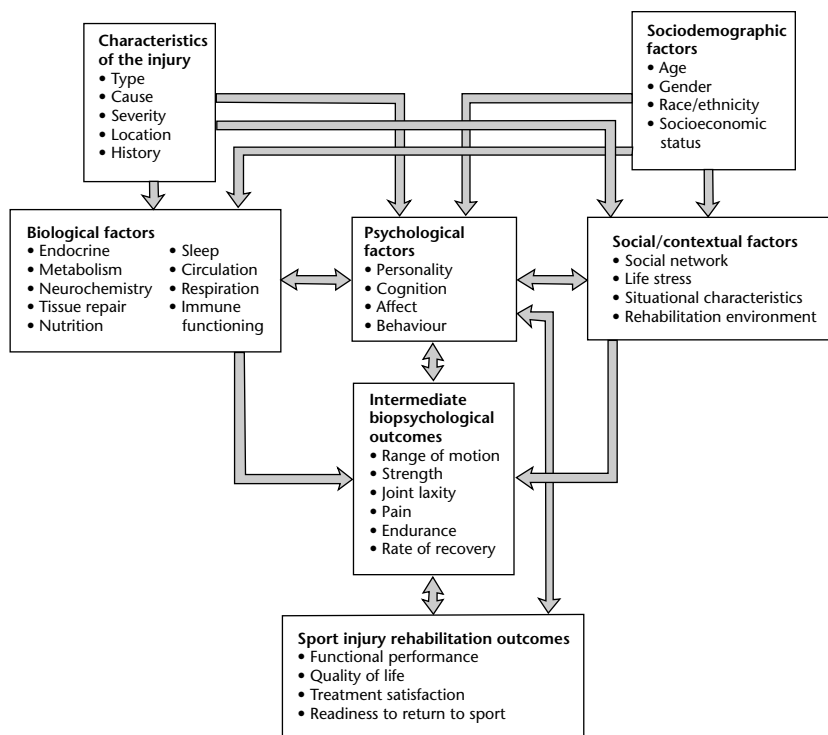 Characteristics
of the injury
• Type
• Cause
• Severity
• Location
• History
Sociodemographic
factors
• Age
• Gender
• Race/ethnicity
• Socioeconomic
status
Biological factors
• Endocrine
• Metabolism
• Neurochemistry
• Tissue repair
• Nutrition
• Sleep
• Circulation
• Respiration
• Immune
functioning
Psychological
factors
• Personality
• Cognition
• Affect
• Behaviour
Social/contextual factors
• Social network
• Life stress
• Situational characteristics
• Rehabilitation environment
Intermediate
biopsychological
outcomes
• Range of motion
• Strength
• Joint laxity
• Pain
• Endurance
• Rate of recovery
Sport injury rehabilitation outcomes
• Functional performance
• Quality of life
• Treatment satisfaction
• Readiness to return to sport